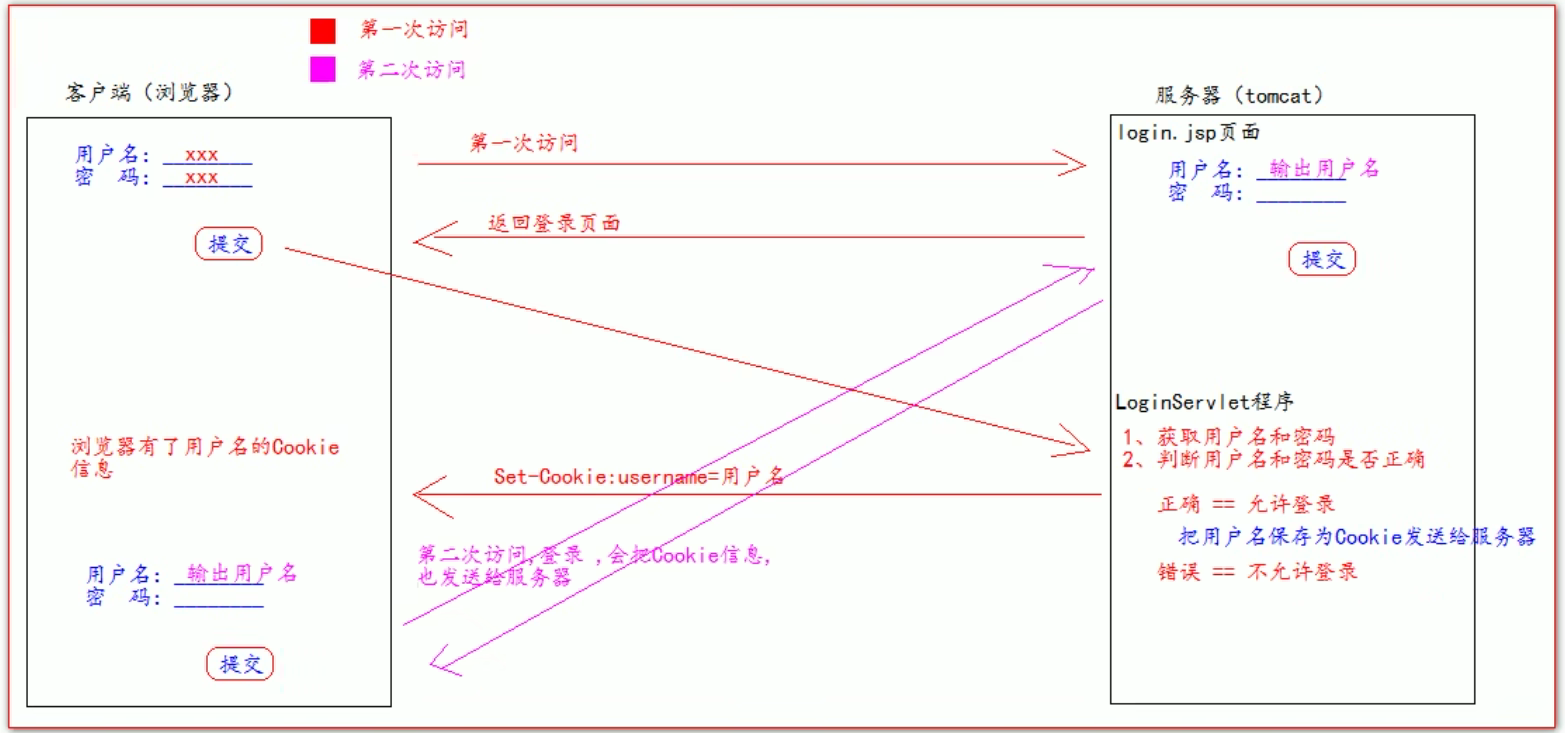 第一次访问
第二次访问
客户端（浏览器）
用户名: xxx
密 码: xxx
提交
浏览器有了用户名的Cookie
信息
用户名: 输出用户名
密 码:
提交
第一次访问
返回登录页面
Set-Cookie:username=用户名
第二次访问,登录 ,会把Cookie信息,
也发送给服务器
服务器（tomcat）
login.jsp页面
用户名: 输出用户名
密 码:
提交
LoginServlet程序
1、获取用户名和密码
2、判断用户名和密码是否正确
正确 == 允许登录
把用户名保存为Cookie发送给服务器
错误 == 不允许登录